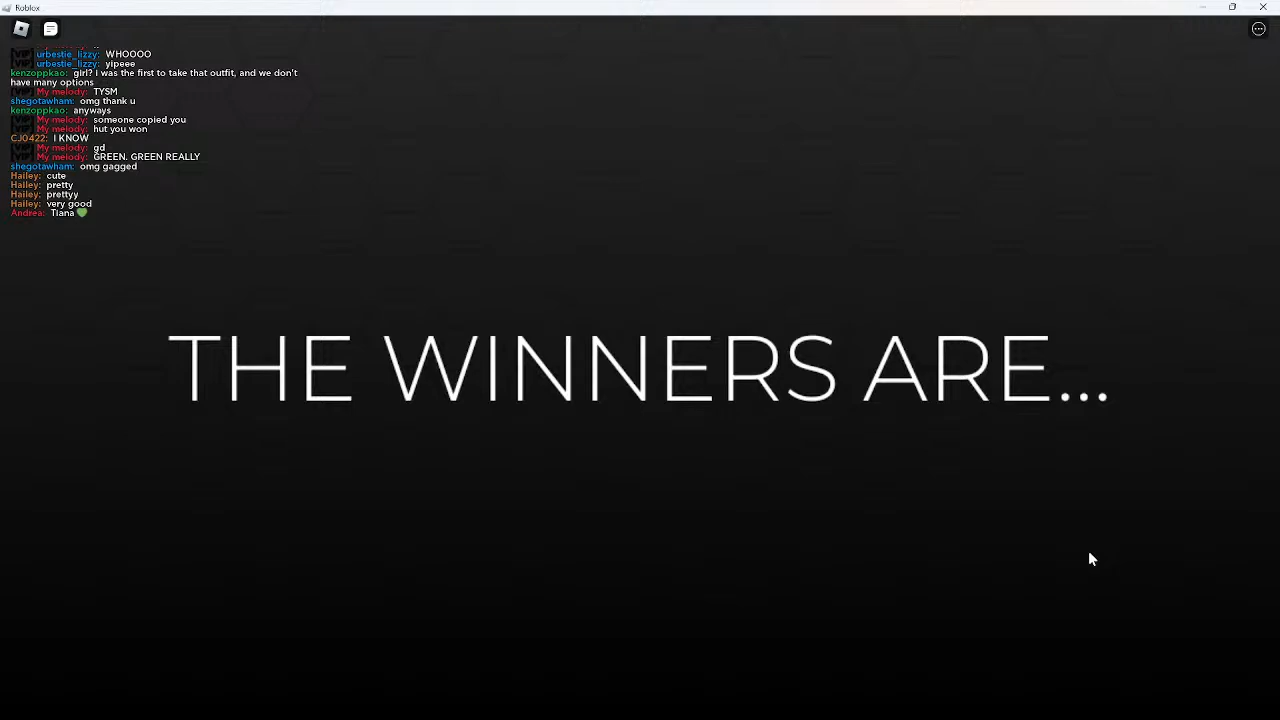 Roblox
urbestie_lizzy: WHOOOO
urbestie_lizzy: yipeee
kenzoppkao: girl? I was the first to take that outfit, and we don't
have many options
My melody: TYSM
shegotawham: omg thank u
kenzoppkao: anyways
My melody: someone copied you
My melody: hut you won
CJ0422: I KNOW
My melody: gd
My melody: GREEN. GREEN REALLY
shegotawham: omg gagged
Hailey: cute
Hailey: pretty
Hailey: prettyy
Hailey: very good
Andrea: Tiana 💚
THE WINNERS ARE...